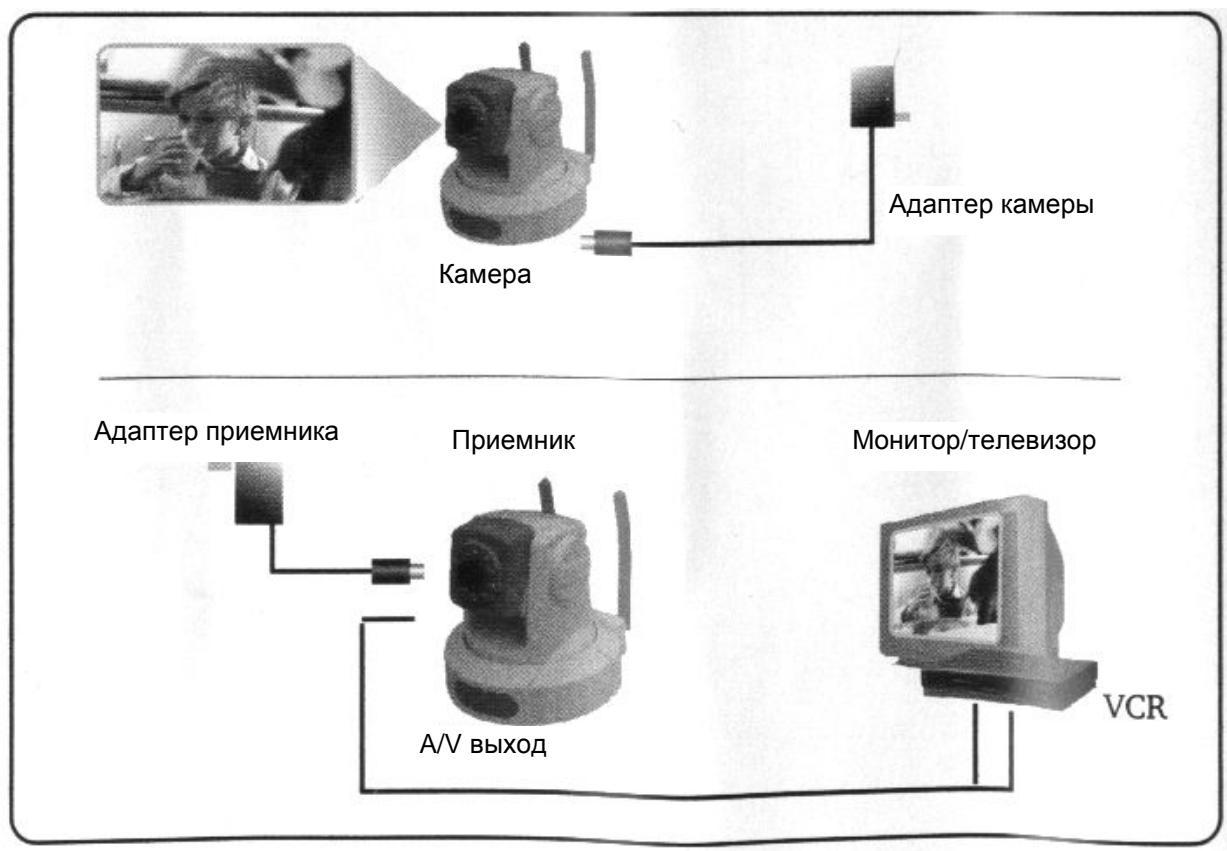 Адаптер камеры
Камера
Адаптер приемника
Приемник
Монитор/телевизор
VCR
A/V выход